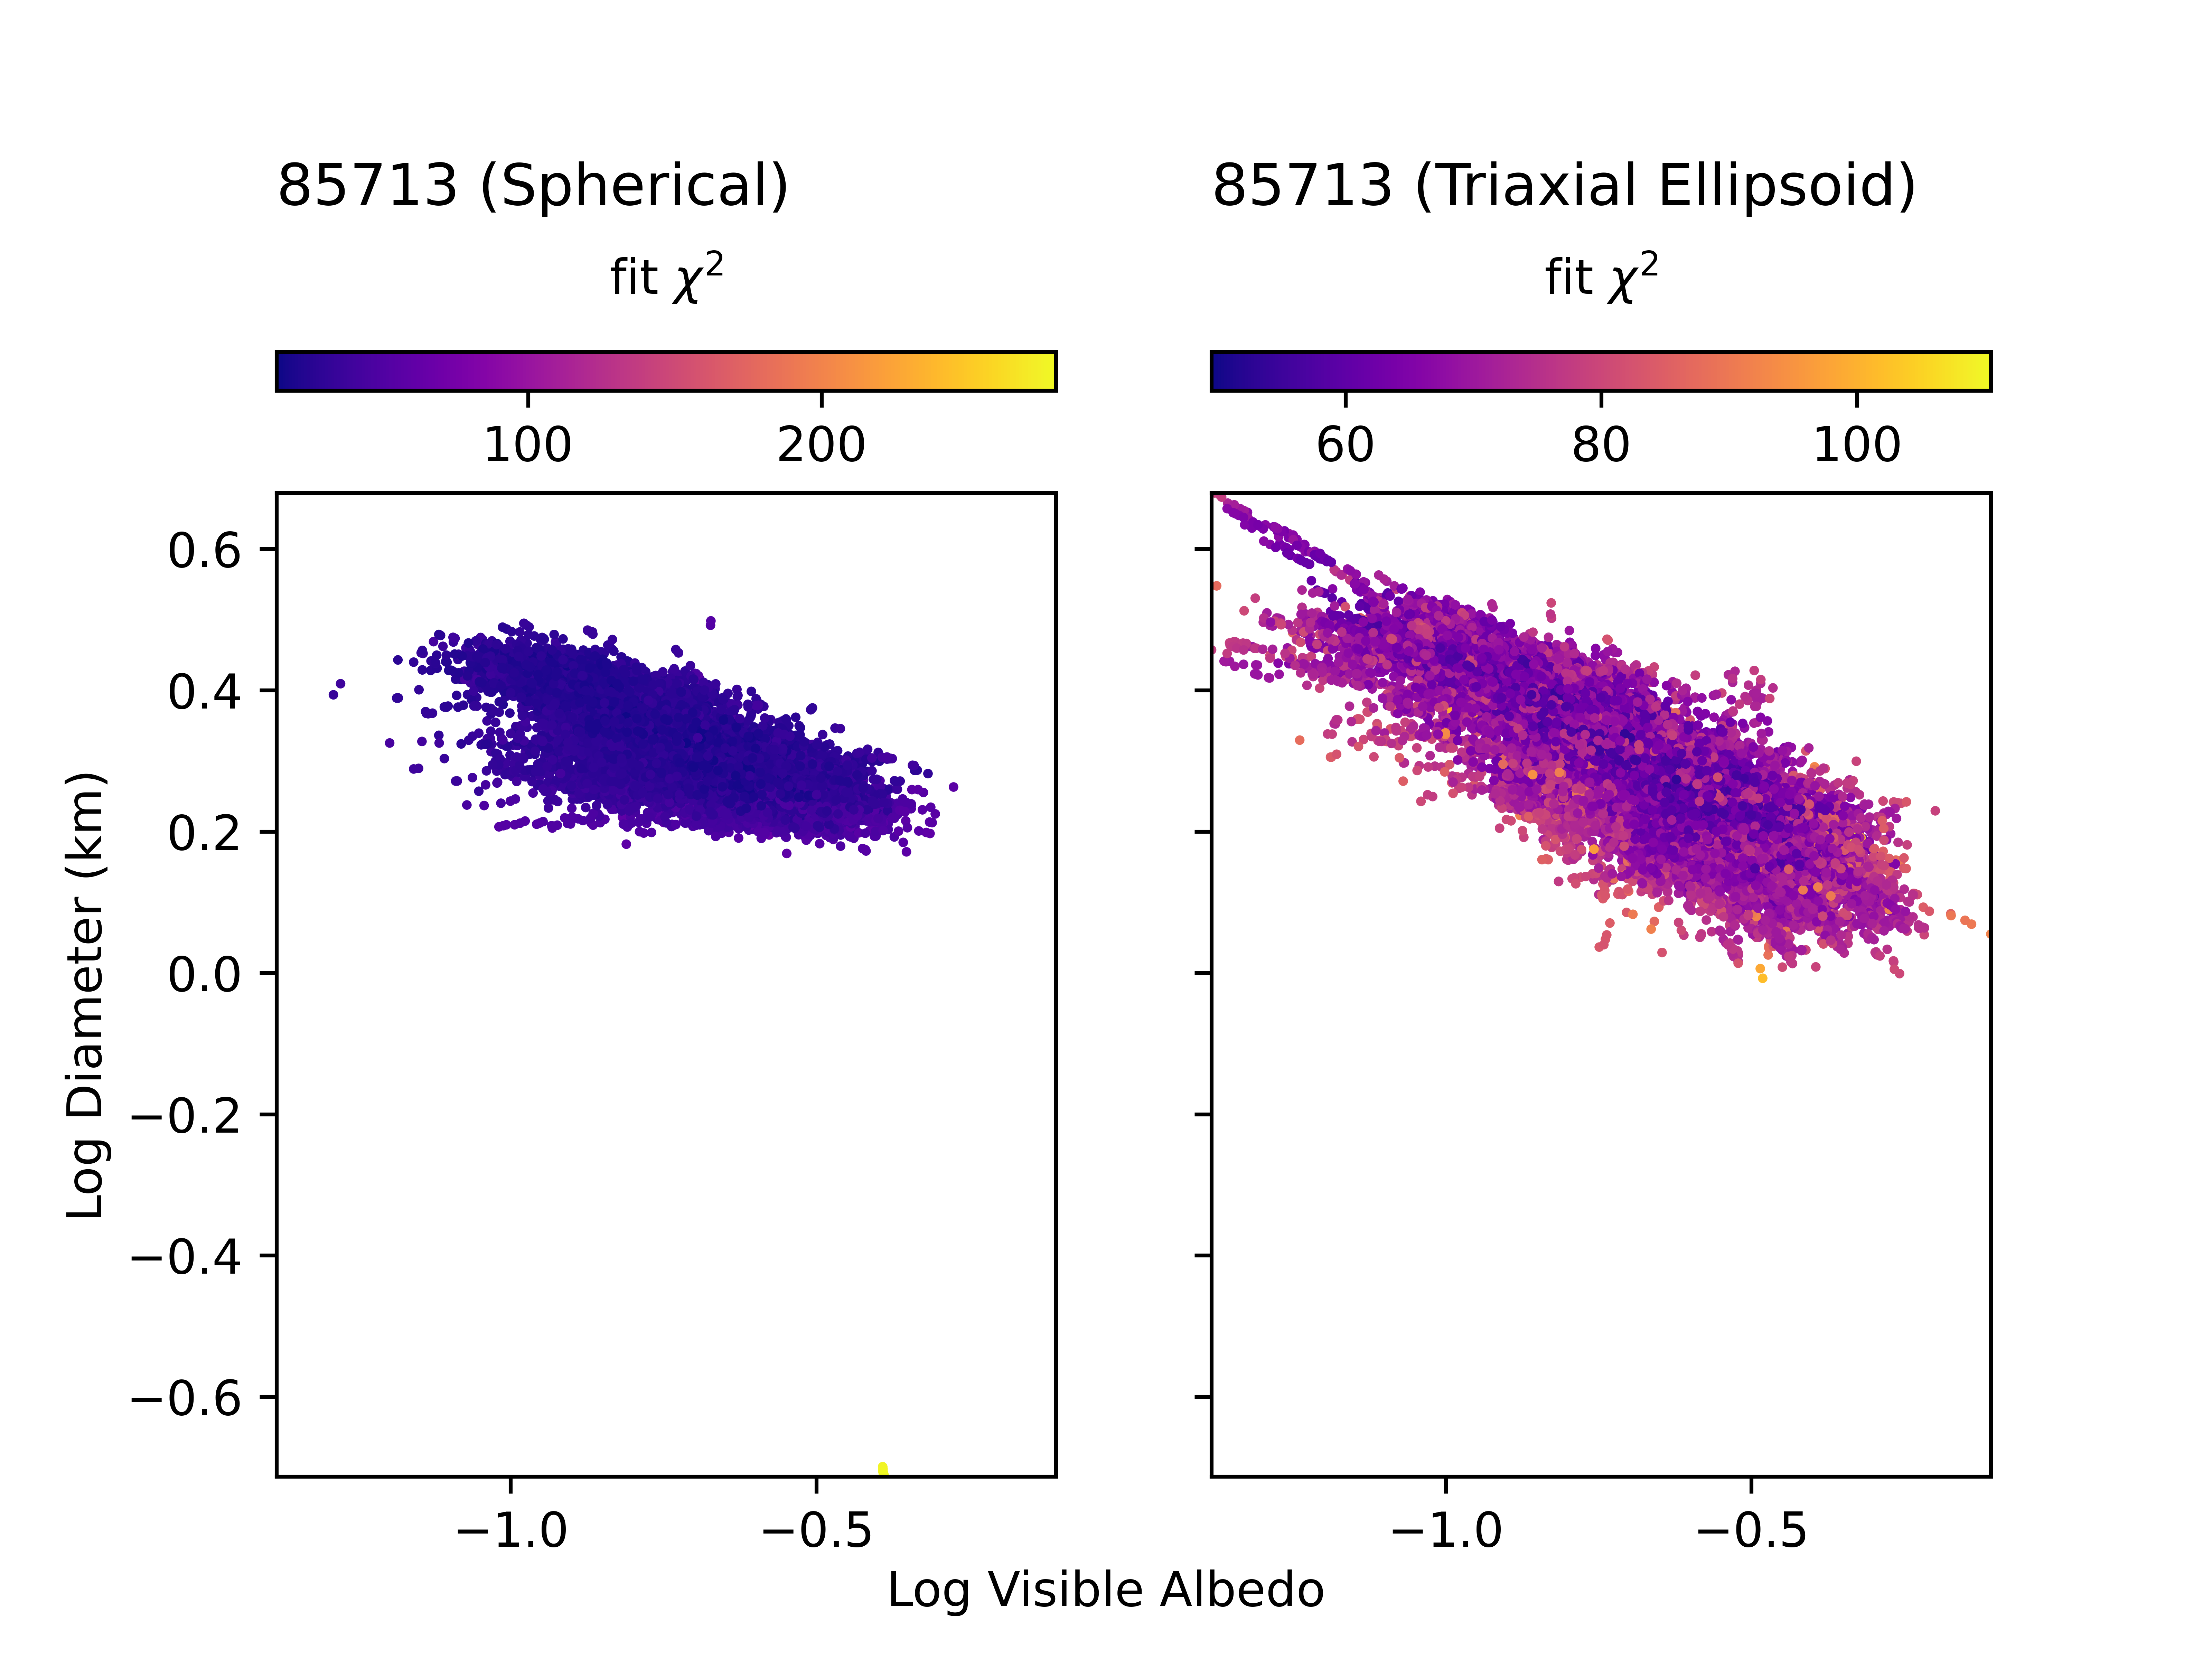 85713 (Spherical)
85713 (Triaxial Ellipsoid)
fit χ²
fit χ²
100
200
60
80
100
0.6
0.4
0.2
0.0
−0.2
−0.4
−0.6
Log Diameter (km)
−1.0
−0.5
−1.0
−0.5
Log Visible Albedo